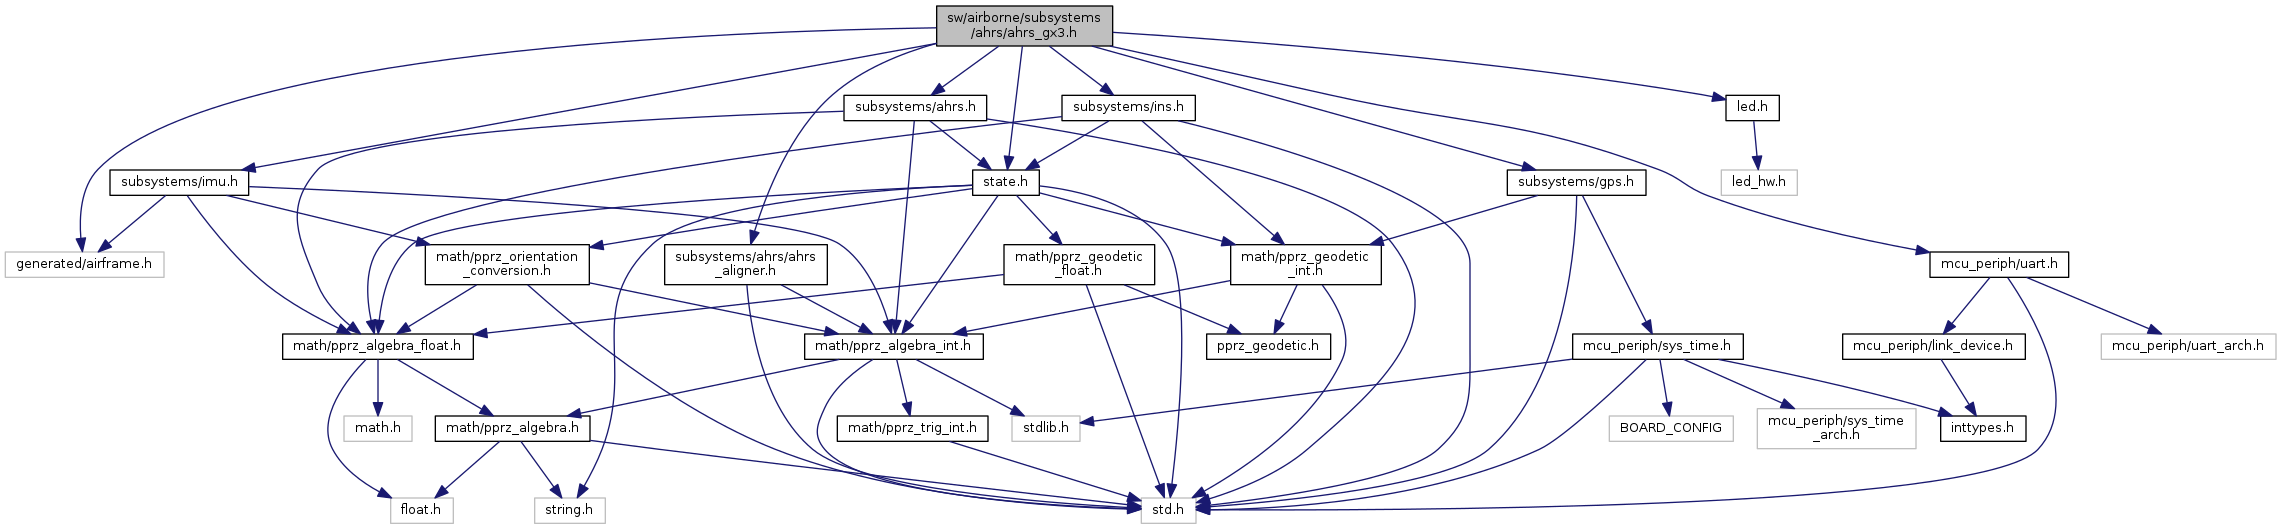 sw/airborne/subsystems
/ahrs/ahrs_gx3.h
subsystems/ahrs.h
subsystems/ins.h
led.h
subsystems/imu.h
state.h
subsystems/gps.h
led_hw.h
generated/airframe.h
math/pprz_orientation
_conversion.h
subsystems/ahrs/ahrs
_aligner.h
math/pprz_geodetic
_float.h
math/pprz_geodetic
_int.h
mcu_periph/uart.h
math/pprz_algebra_float.h
math/pprz_algebra_int.h
pprz_geodetic.h
mcu_periph/sys_time.h
mcu_periph/link_device.h
mcu_periph/uart_arch.h
math.h
math/pprz_algebra.h
math/pprz_trig_int.h
stdlib.h
BOARD_CONFIG
mcu_periph/sys_time
_arch.h
inttypes.h
float.h
string.h
std.h